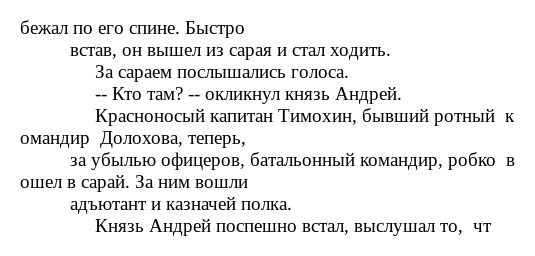 бежал по его спине. Быстро
встав, он вышел из сарая и стал ходить.
За сараем послышались голоса.
-- Кто там? -- окликнул князь Андрей.
Красноносый капитан Тимохин, бывший ротный  к
омандир  Долохова, теперь,
за убылью офицеров, батальонный командир, робко  в
ошел в сарай. За ним вошли
адъютант и казначей полка.
Князь Андрей поспешно встал, выслушал то,  чт